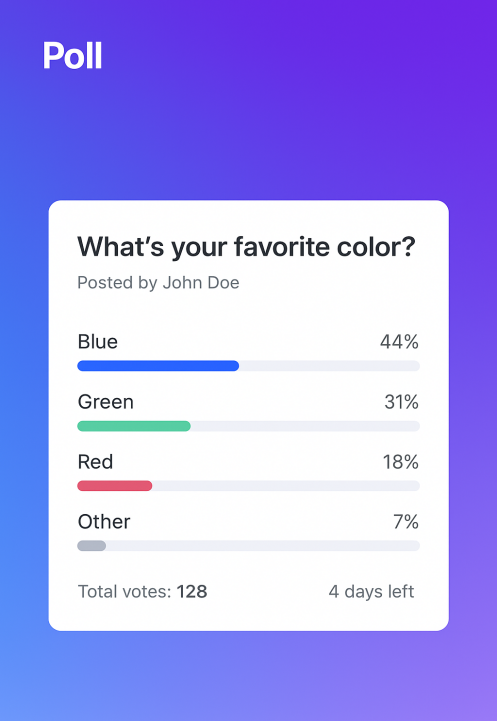 Poll
What’s your favorite color?
Posted by John Doe
Blue 44%
Green 31%
Red 18%
Other 7%
Total votes: 128 4 days left